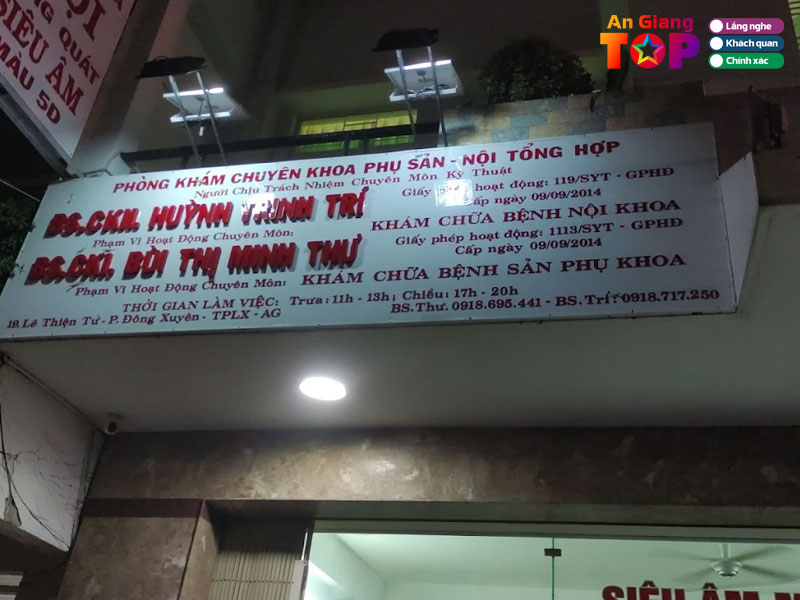 An Giang
TOP
Lắng nghe
Khách quan
Chính xác
QUÁT
SIÊU ÂM
MÀU 5D
PHÒNG KHÁM CHUYÊN KHOA PHỤ SẢN - NỘI TỔNG HỢP
Người Chịu Trách Nhiệm Chuyên Môn Kỹ Thuật
BS.CKII. HUỲNH TRINH TRÍ
Giấy phép hoạt động: 119/SYT - GPHĐ
Cấp ngày 09/09/2014
Phạm Vi Hoạt Động Chuyên Môn: KHÁM CHỮA BỆNH NỘI KHOA
BS.CKI. BÙI THỊ MINH THƯ
Giấy phép hoạt động: 1113/SYT - GPHĐ
Cấp ngày 09/09/2014
Phạm Vi Hoạt Động Chuyên Môn: KHÁM CHỮA BỆNH SẢN PHỤ KHOA
THỜI GIAN LÀM VIỆC: Trưa: 11h - 13h; Chiều: 17h - 20h
19. Lê Thiện Tứ - P. Đông Xuyên - TPLX - AG
BS.Thư. 0918.695.441 - BS.Trí: 0918.717.250
SIÊU ÂM